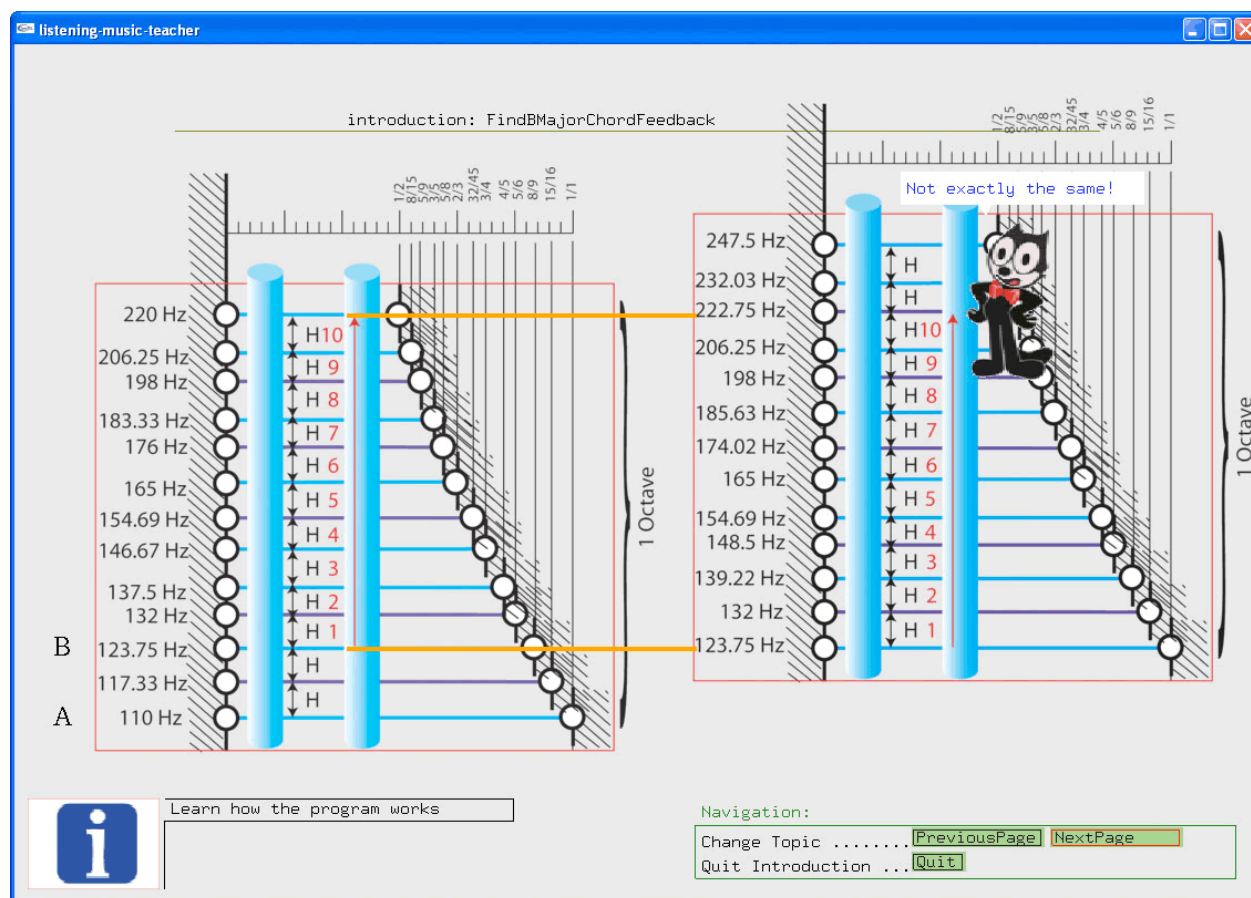 listening-music-teacher
introduction: FindBMajorChordFeedback
1/2
8/15
5/9
3/5
5/8
2/3
32/45
3/4
4/5
5/6
8/9
15/16
1/1
220 Hz
H10
206.25 Hz
H 9
198 Hz
H 8
183.33 Hz
H 7
176 Hz
H 6
165 Hz
H 5
154.69 Hz
H 4
146.67 Hz
H 3
137.5 Hz
H 2
132 Hz
H 1
B 123.75 Hz
H
117.33 Hz
H
A 110 Hz
1 Octave
1/2
8/15
5/9
3/5
5/8
2/3
32/45
3/4
4/5
5/6
8/9
15/16
1/1
Not exactly the same!
247.5 Hz
H
232.03 Hz
H
222.75 Hz
H10
206.25 Hz
H 9
198 Hz
H 8
185.63 Hz
H 7
174.02 Hz
H 6
165 Hz
H 5
154.69 Hz
H 4
148.5 Hz
H 3
139.22 Hz
H 2
132 Hz
H 1
123.75 Hz
1 Octave
i
Learn how the program works
Navigation:
Change Topic ........ PreviousPage NextPage
Quit Introduction ... Quit